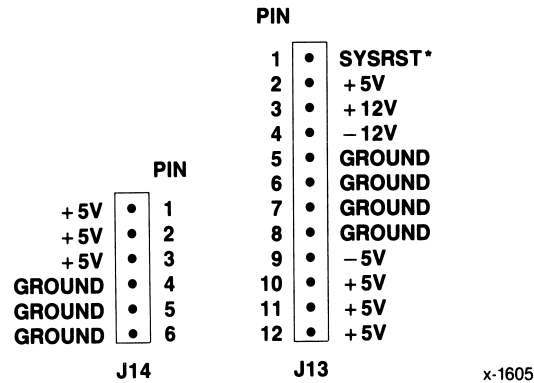 PIN
1 SYSRST*
2 +5V
3 +12V
4 −12V
5 GROUND
6 GROUND
7 GROUND
8 GROUND
9 −5V
10 +5V
11 +5V
12 +5V
J13
PIN
+5V 1
+5V 2
+5V 3
GROUND 4
GROUND 5
GROUND 6
J14
x-1605